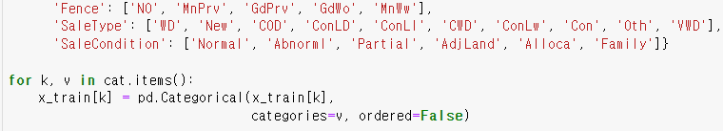 'Fence': ['NO', 'MnPrv', 'GdPrv', 'GdWo', 'MnWw'],
'SaleType': ['WD', 'New', 'COD', 'ConLD', 'ConLI', 'CWD', 'ConLw', 'Con', 'Oth', 'VWD'],
'SaleCondition': ['Normal', 'Abnorml', 'Partial', 'AdjLand', 'Alloca', 'Family']}
for k, v in cat.items():
x_train[k] = pd.Categorical(x_train[k],
categories=v, ordered=False)